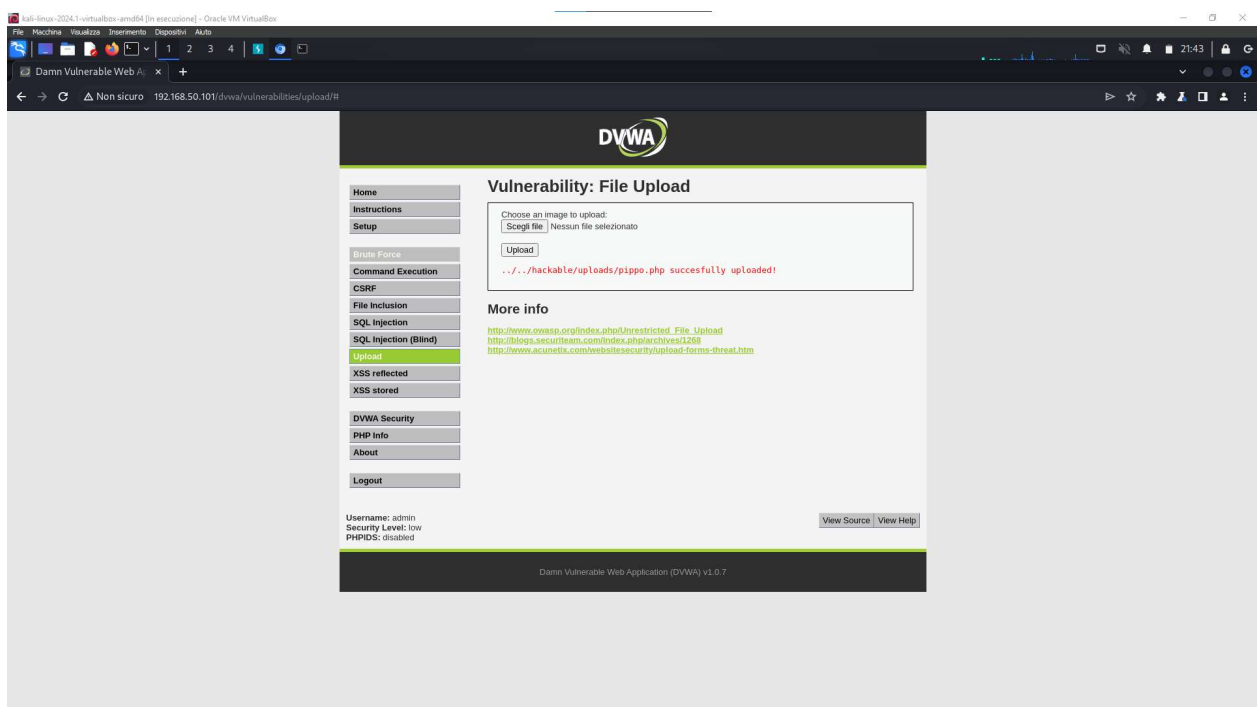 kali-linux-2024.1-virtualbox-amd64 [In esecuzione] - Oracle VM VirtualBox
File Macchina Visualizza Inserimento Dispositivi Aiuto
1 2 3 4 21:43
Damn Vulnerable Web Ap
Non sicuro 192.168.50.101/dvwa/vulnerabilities/upload/#
DVWA
Home
Instructions
Setup
Brute Force
Command Execution
CSRF
File Inclusion
SQL Injection
SQL Injection (Blind)
Upload
XSS reflected
XSS stored
DVWA Security
PHP Info
About
Logout
Vulnerability: File Upload
Choose an image to upload:
Scegli file Nessun file selezionato
Upload
../../hackable/uploads/pippo.php succesfully uploaded!
More info
http://www.owasp.org/index.php/Unrestricted_File_Upload
http://blogs.securiteam.com/index.php/archives/1268
http://www.acunetix.com/websitesecurity/upload-forms-threat.htm
Username: admin
Security Level: low
PHPIDS: disabled
View Source View Help
Damn Vulnerable Web Application (DVWA) v1.0.7